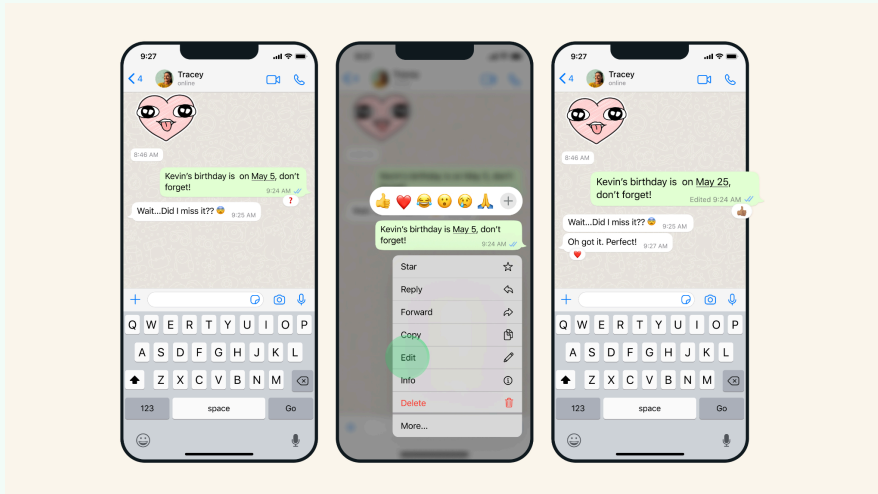 9:27
4
Tracey
online
8:46 AM
Kevin's birthday is on May 5, don't
forget!
9:24 AM
?
Wait...Did I miss it??
9:25 AM
Q W E R T Y U I O P
A S D F G H J K L
Z X C V B N M
123 space Go
Kevin's birthday is May 5, don't
forget!
9:24 AM
Star
Reply
Forward
Copy
Edit
Info
Delete
More...
9:27
4
Tracey
online
8:46 AM
Kevin's birthday is on May 25,
don't forget!
Edited 9:24 AM
Wait...Did I miss it??
9:25 AM
Oh got it. Perfect!
9:27 AM
Q W E R T Y U I O P
A S D F G H J K L
Z X C V B N M
123 space Go